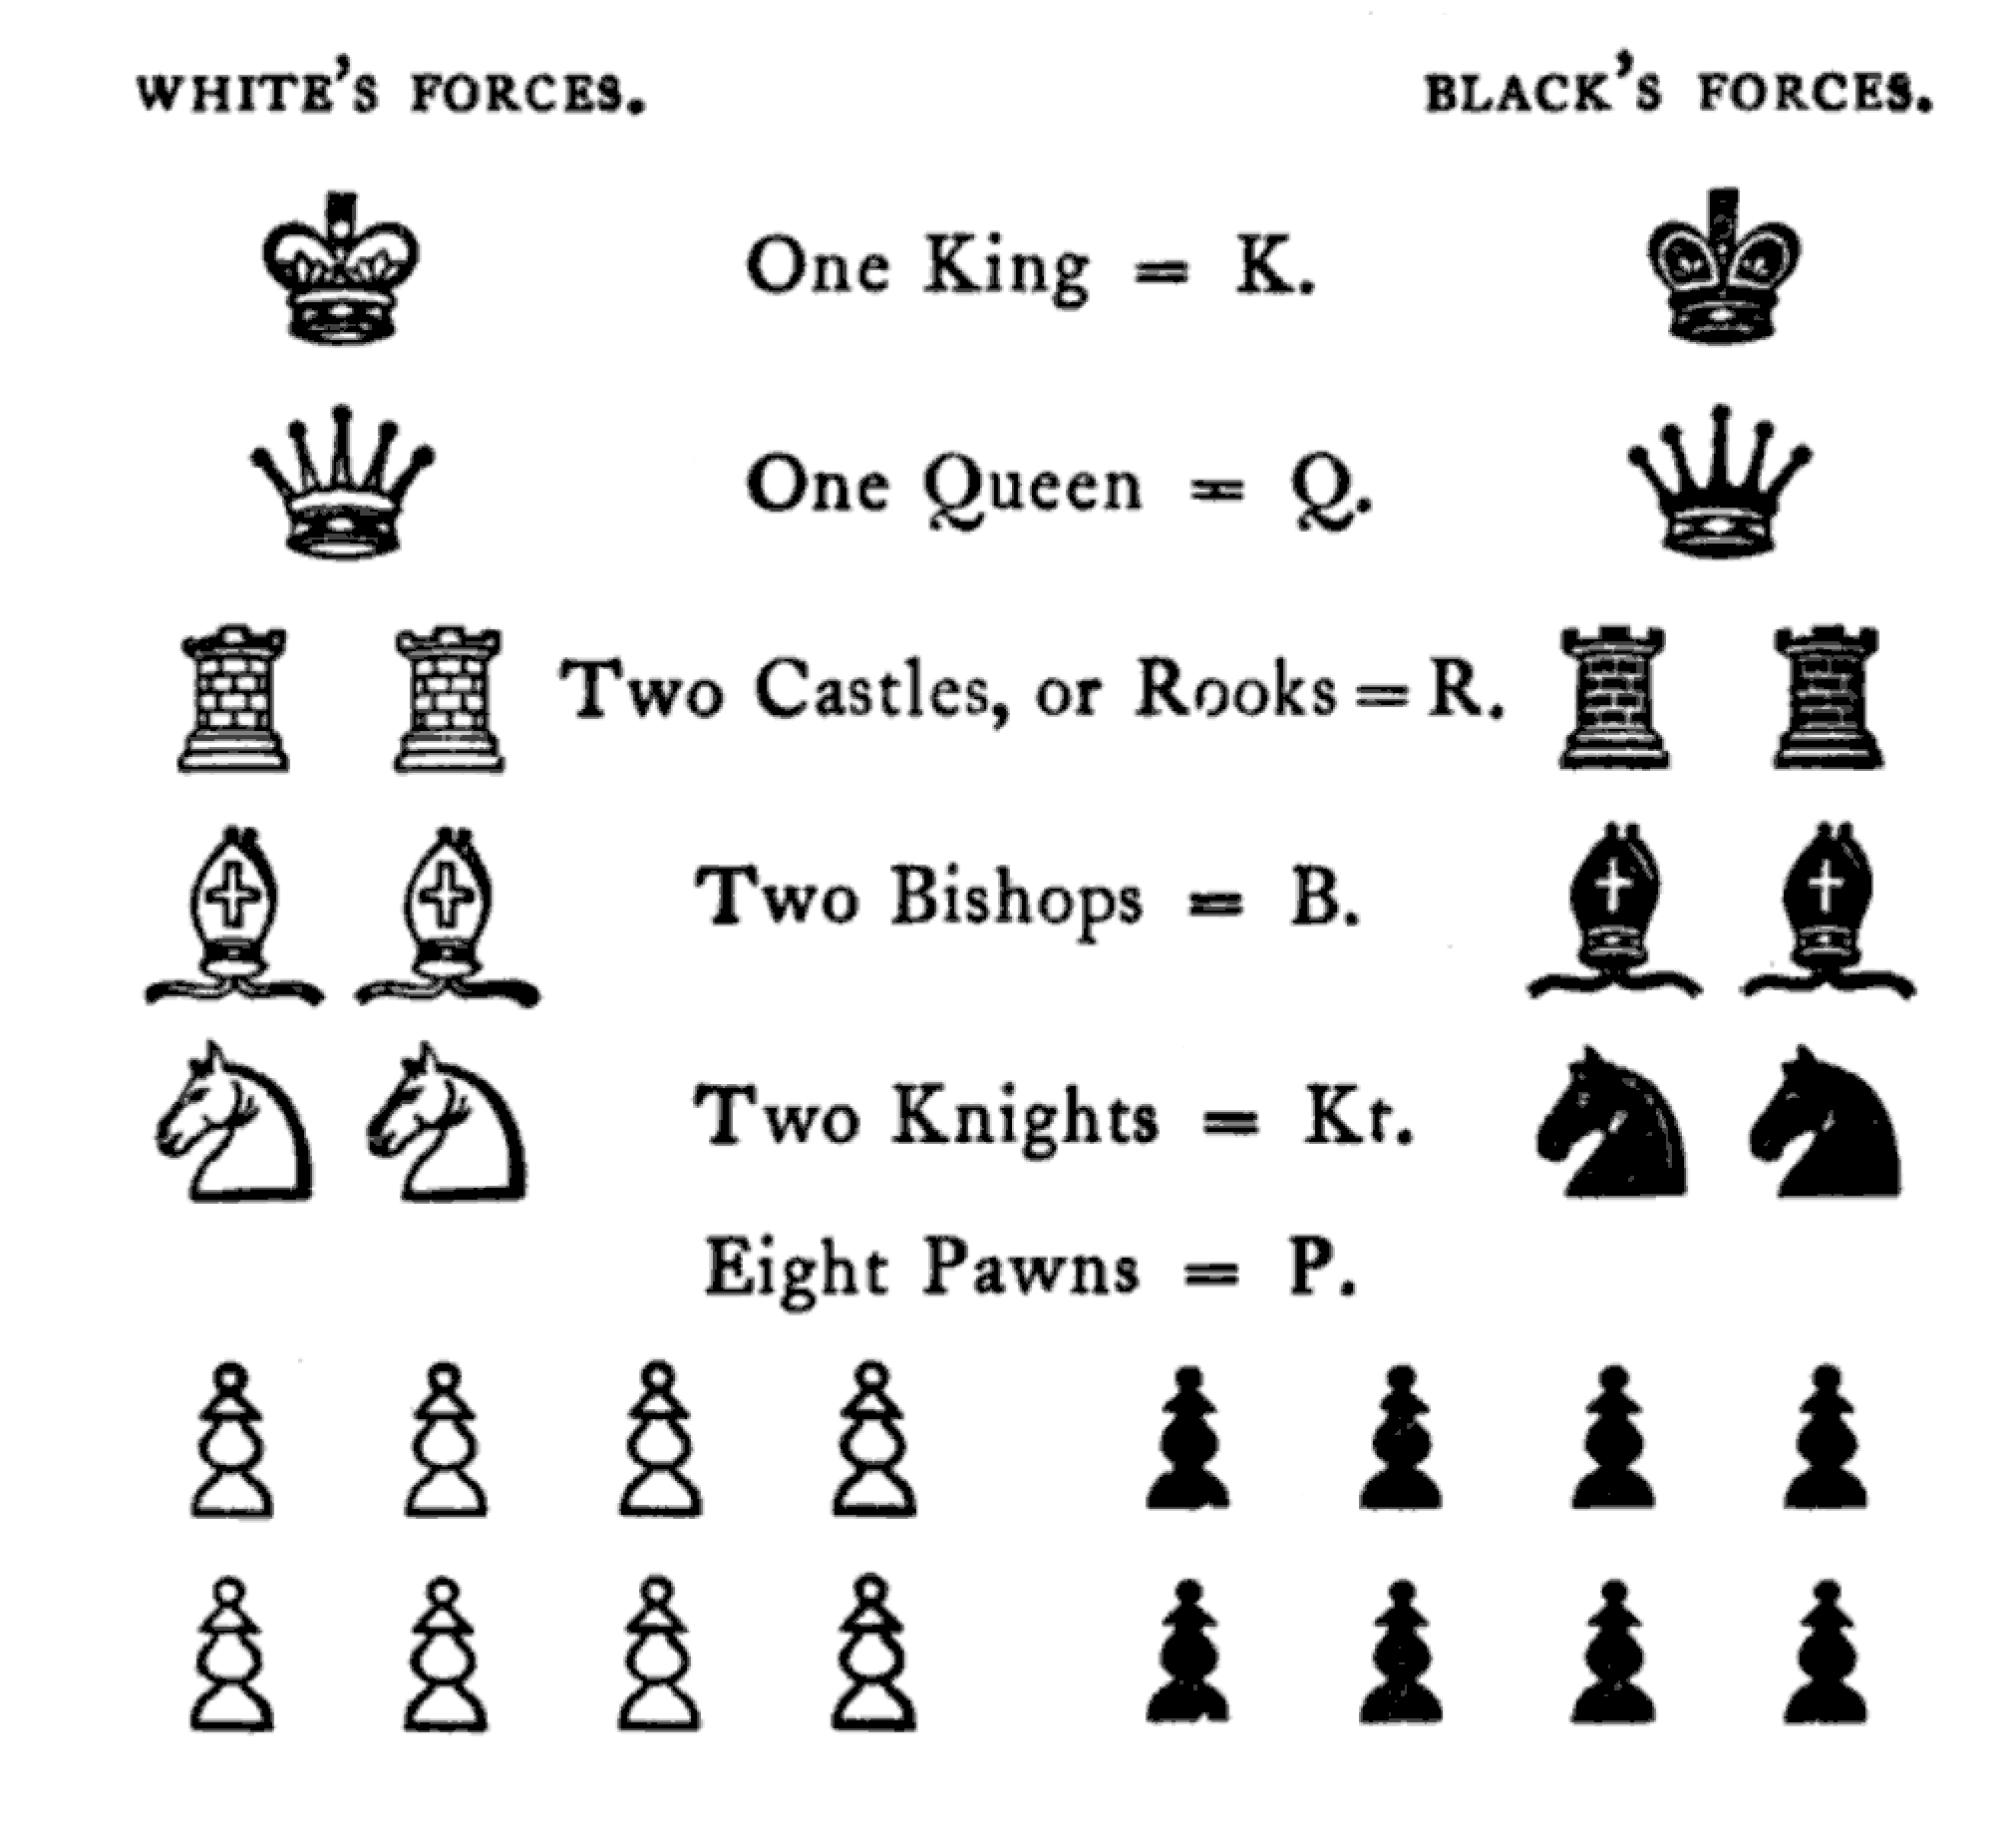 WHITE'S FORCES. BLACK'S FORCES.
One King = K.
One Queen = Q.
Two Castles, or Rooks = R.
Two Bishops = B.
Two Knights = Kt.
Eight Pawns = P.